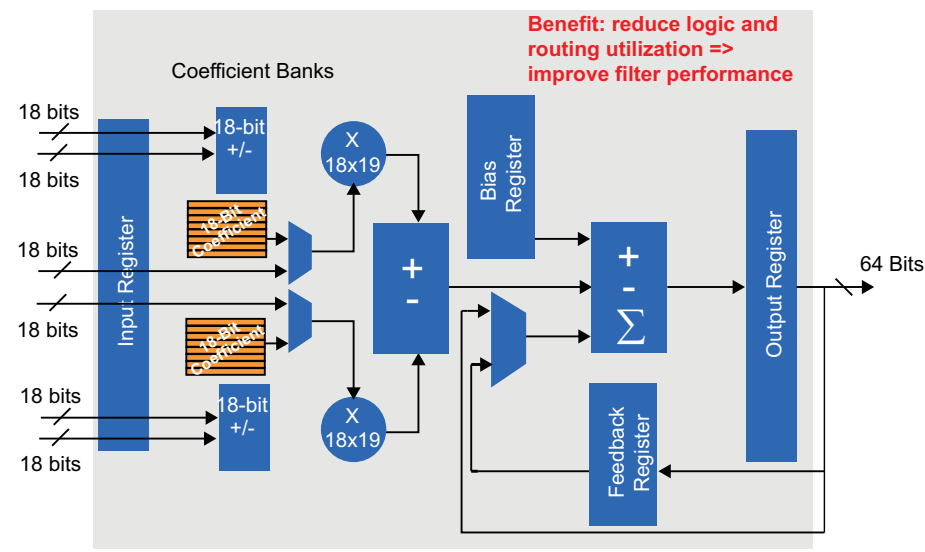 Benefit: reduce logic and
routing utilization =>
improve filter performance
Coefficient Banks
18 bits
18 bits
18 bits
18 bits
18 bits
18 bits
Input Register
18-bit
+/-
18-Bit
Coefficient
18-Bit
Coefficient
18-bit
+/-
X
18x19
X
18x19
+
-
Bias
Register
+
-
∑
Feedback
Register
Output Register
64 Bits